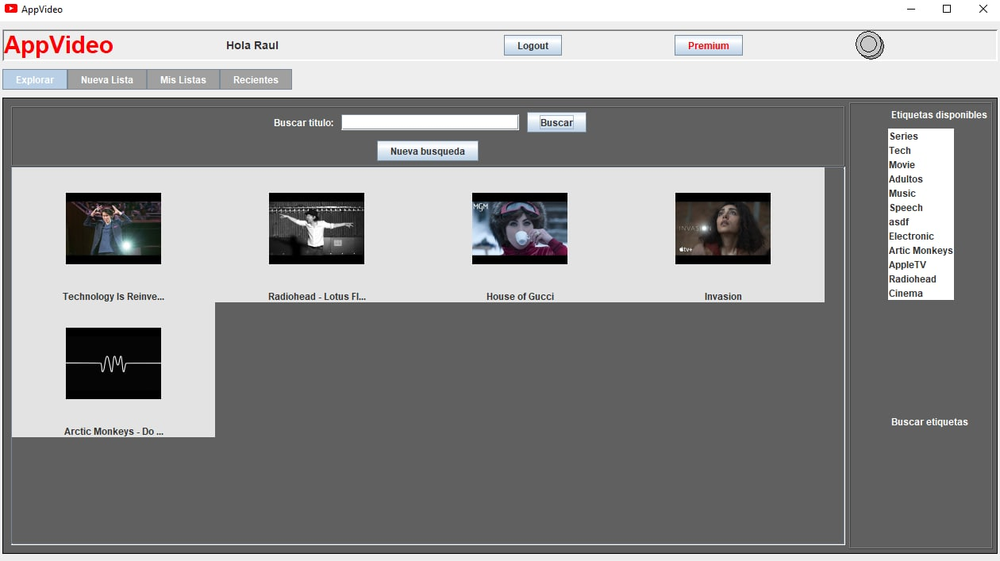 AppVideo
AppVideo
Hola Raul
Logout
Premium
Explorar
Nueva Lista
Mis Listas
Recientes
Buscar titulo:
Buscar
Nueva busqueda
MGM
INVASION
tv+
Technology Is Reinve...
Radiohead - Lotus Fl...
House of Gucci
Invasion
Arctic Monkeys - Do ...
Etiquetas disponibles
Series
Tech
Movie
Adultos
Music
Speech
asdf
Electronic
Artic Monkeys
AppleTV
Radiohead
Cinema
Buscar etiquetas